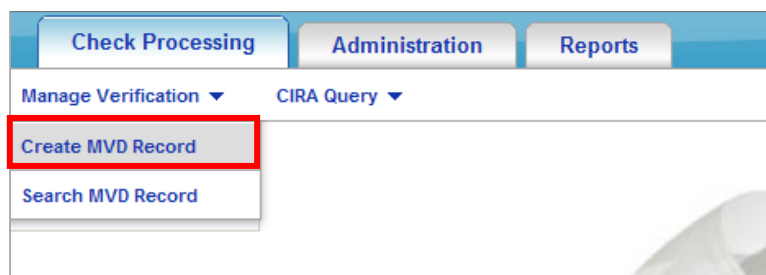 Check Processing Administration Reports
Manage Verification CIRA Query
Create MVD Record
Search MVD Record